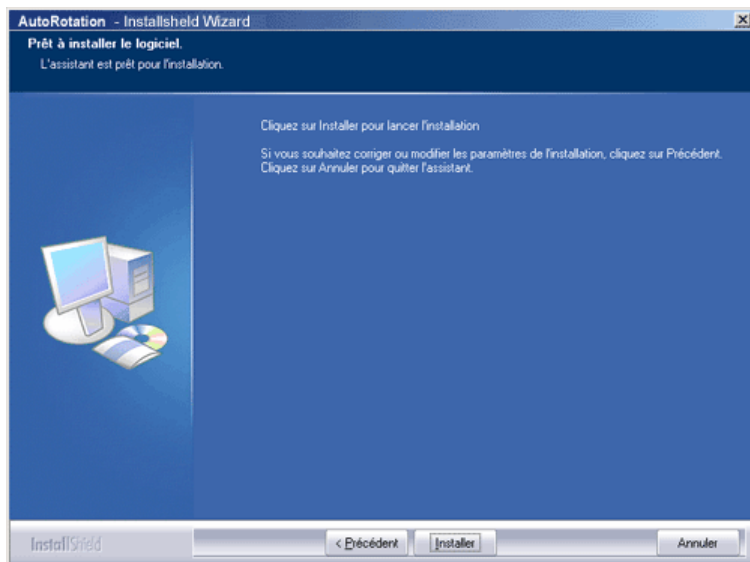 AutoRotation - Installsheld Wizard
Prêt à installer le logiciel.
L'assistant est prêt pour l'installation.
Cliquez sur Installer pour lancer l'installation
Si vous souhaitez corriger ou modifier les paramètres de l'installation, cliquez sur Précédent.
Cliquez sur Annuler pour quitter l'assistant.
InstallShield
< Précédent
Installer
Annuler